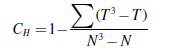 C_H = 1 − ∑(T³ − T) / N³ − N